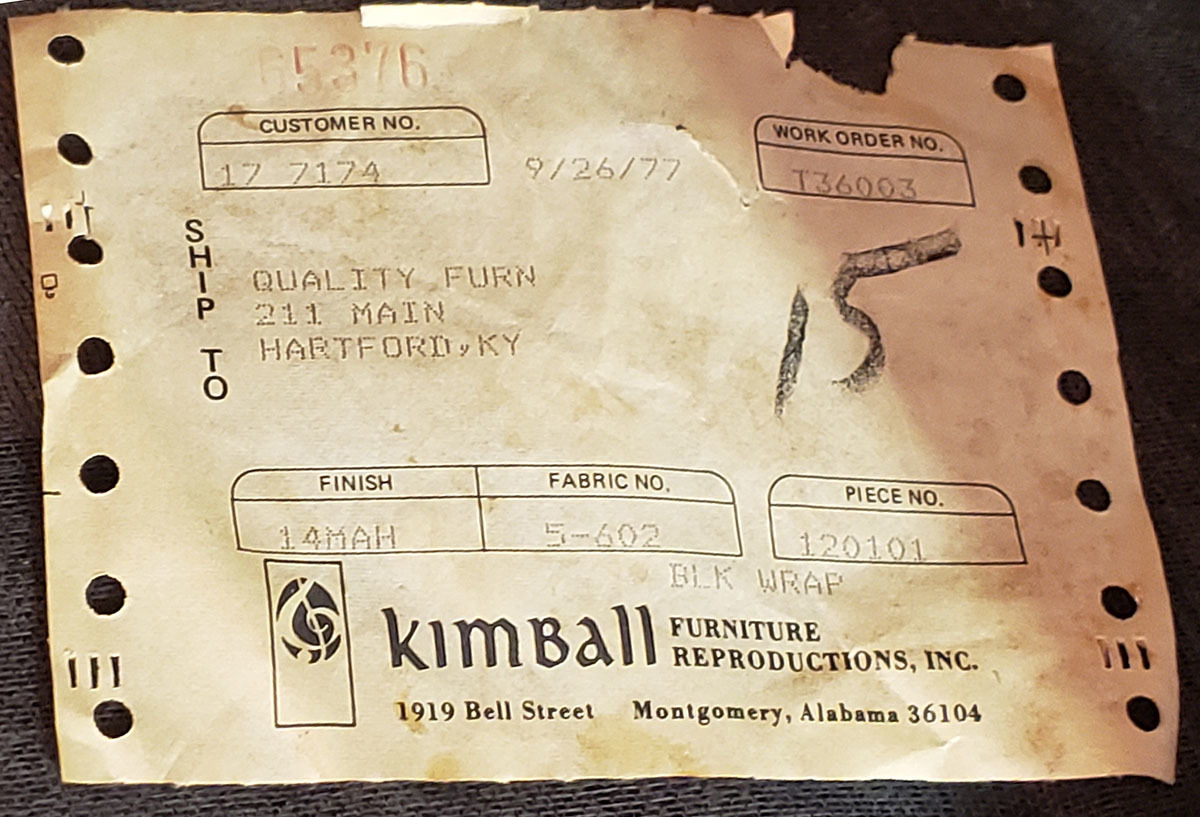 65376
CUSTOMER NO.
17 7174
9/26/77
WORK ORDER NO.
T36003
SHIP TO
QUALITY FURN
211 MAIN
HARTFORD,KY
15
FINISH
14MAH
FABRIC NO.
5-602
PIECE NO.
120101
BLK WRAP
kimball FURNITURE
REPRODUCTIONS, INC.
1919 Bell Street Montgomery, Alabama 36104